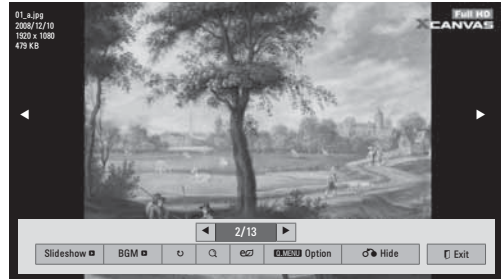 01_a.jpg
2008/12/10
1920 x 1080
479 KB
Full HD
XCANVAS
2/13
Slideshow
BGM
Q.MENU Option
Hide
Exit